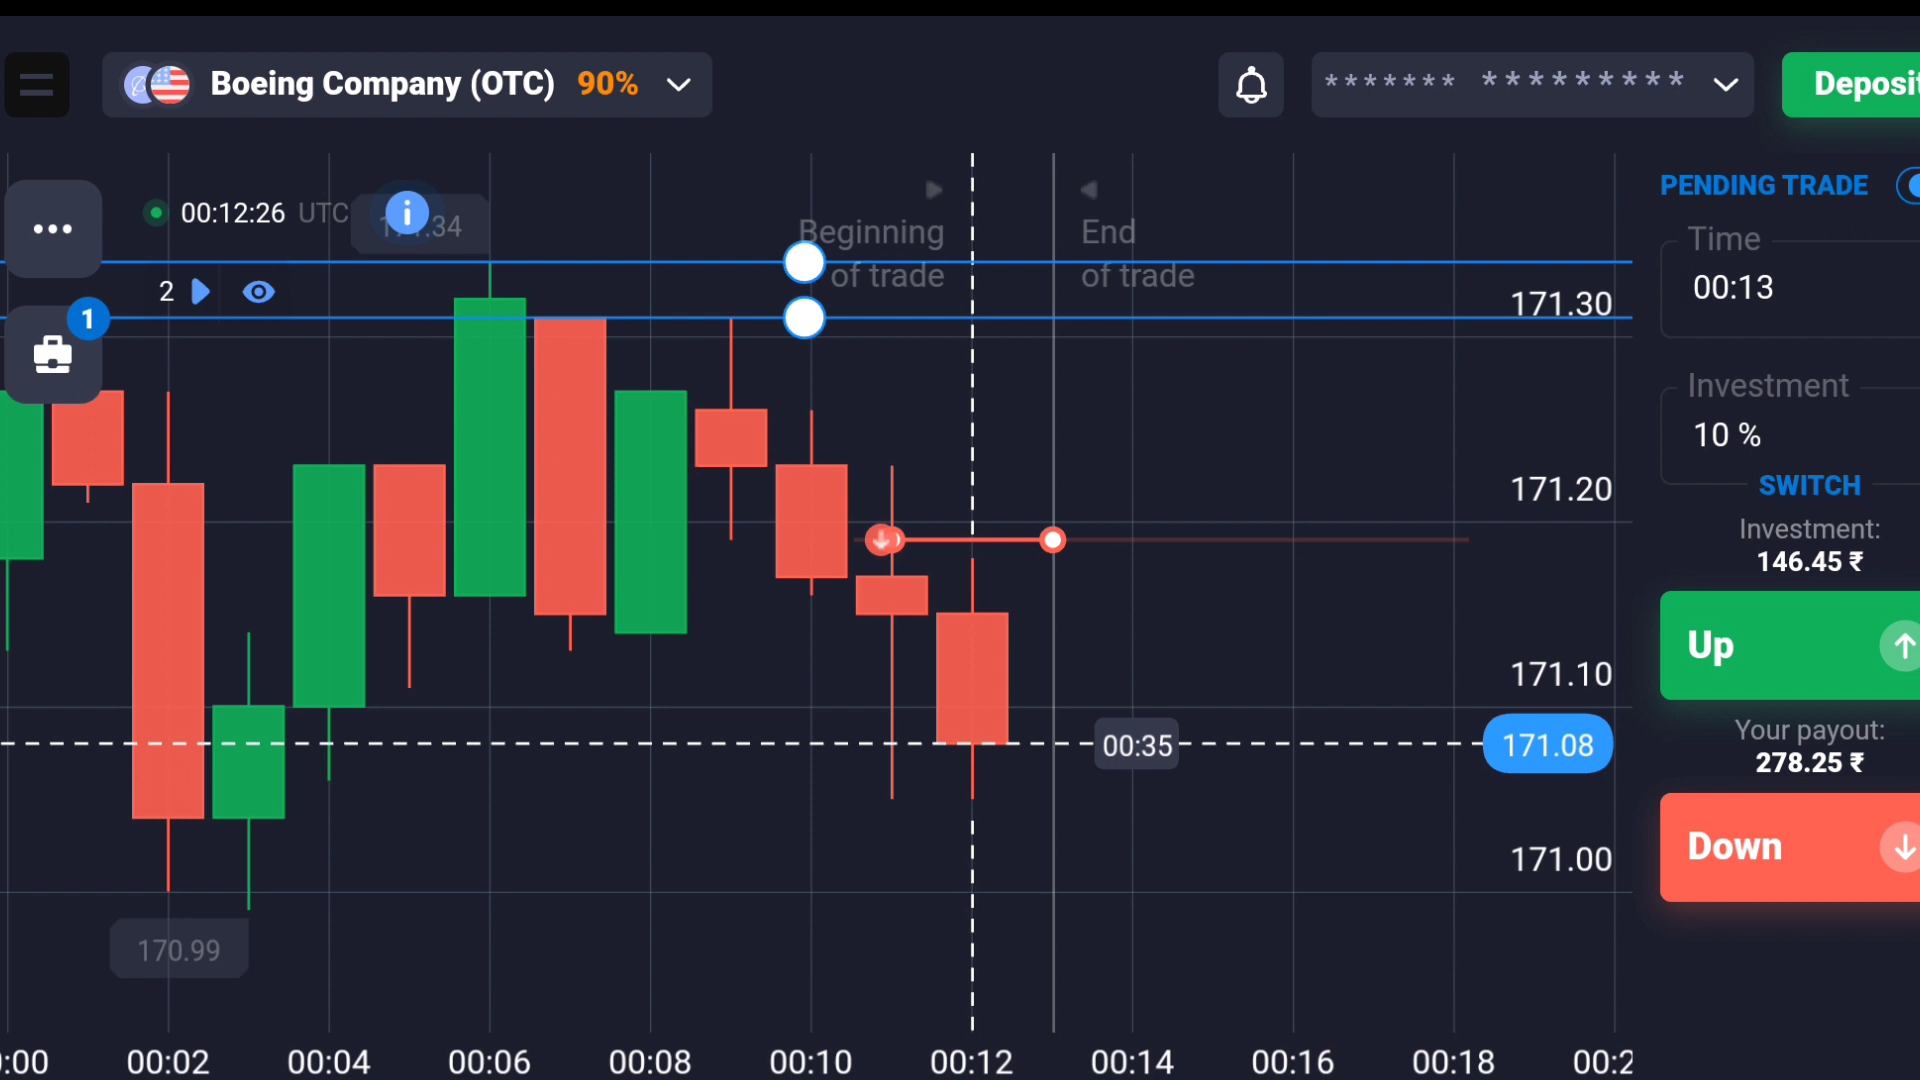 Boeing Company (OTC) 90%
******* *********
Deposit
00:12:26 UTC
Beginning
of trade
End
of trade
2
1
171.30
171.20
171.10
171.08
171.00
00:35
170.99
:00 00:02 00:04 00:06 00:08 00:10 00:12 00:14 00:16 00:18 00:2
PENDING TRADE
Time
00:13
Investment
10 %
SWITCH
Investment:
146.45 ₹
Up
Your payout:
278.25 ₹
Down